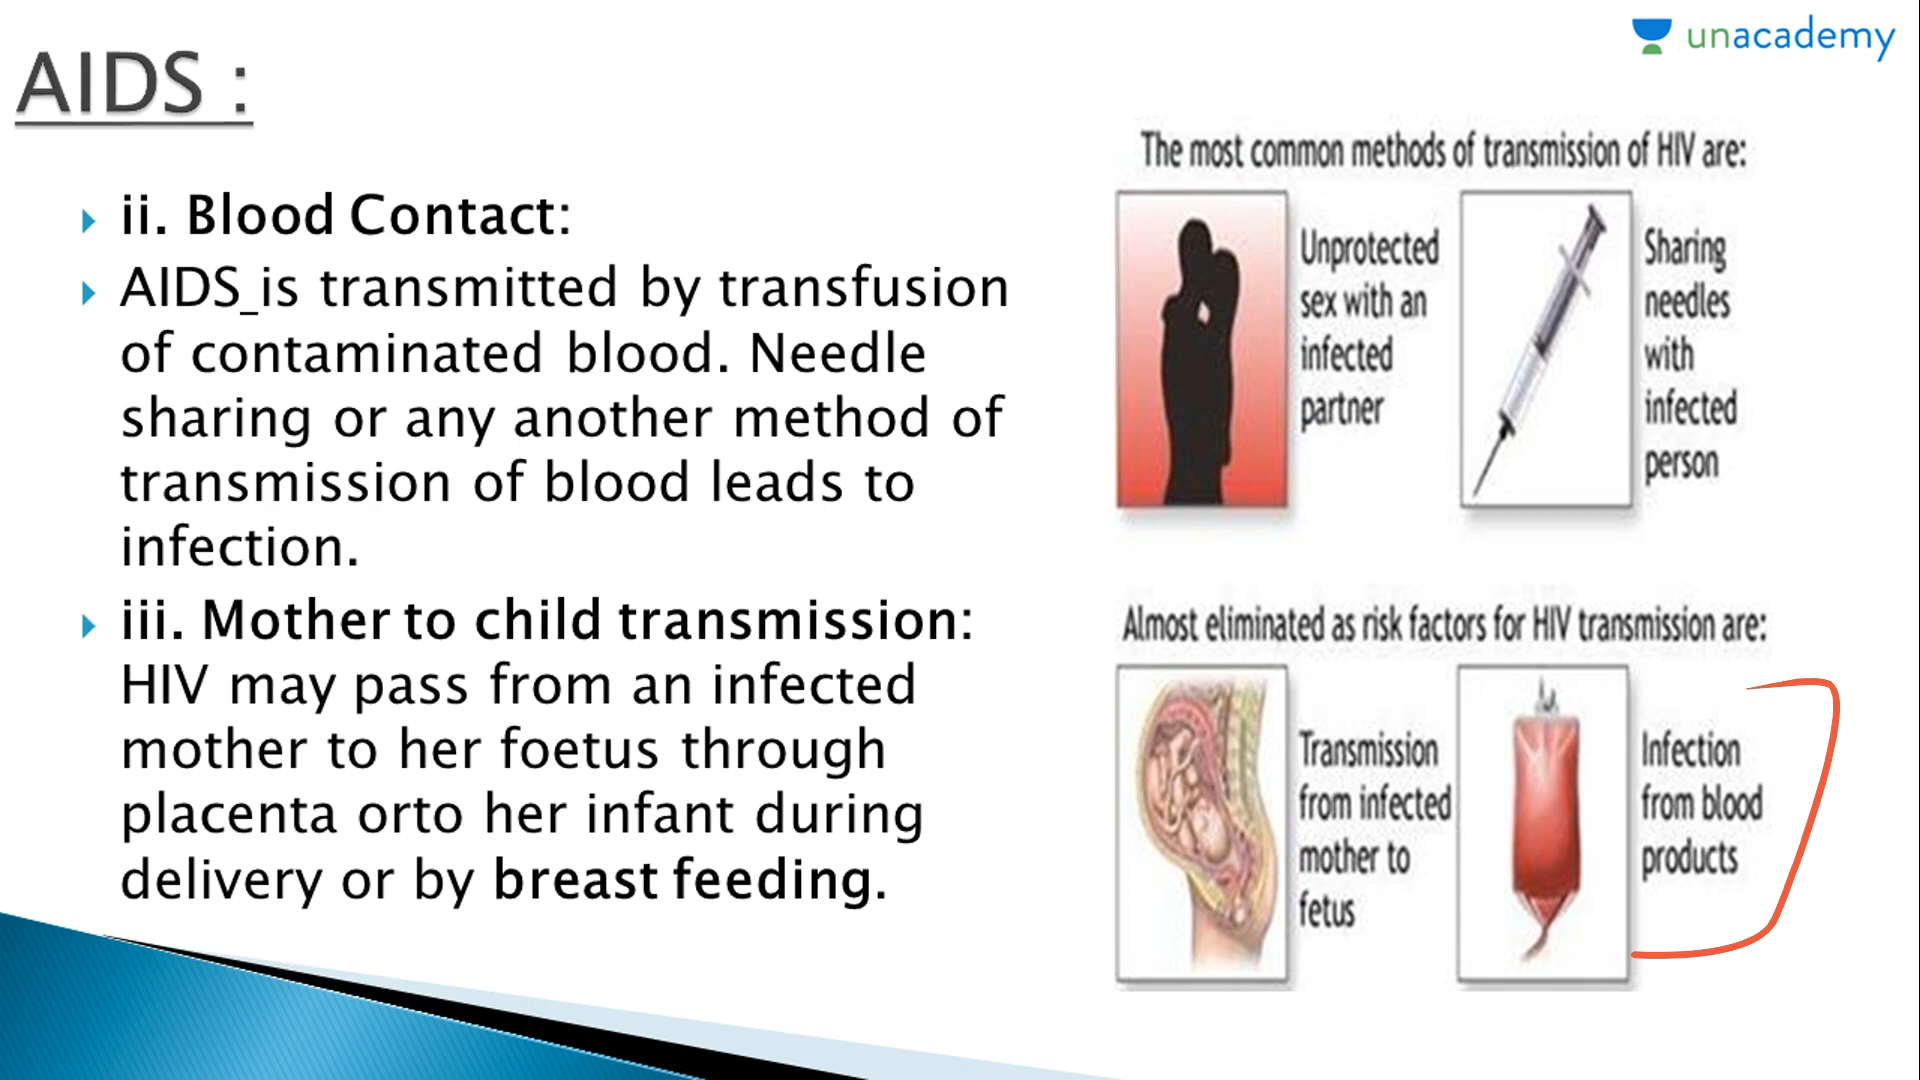 unacademy
AIDS :
ii. Blood Contact:
AIDS_is transmitted by transfusion
of contaminated blood. Needle
sharing or any another method of
transmission of blood leads to
infection.
iii. Mother to child transmission:
HIV may pass from an infected
mother to her foetus through
placenta orto her infant during
delivery or by breast feeding.
The most common methods of transmission of HIV are:
Unprotected
sex with an
infected
partner
Sharing
needles
with
infected
person
Almost eliminated as risk factors for HIV transmission are:
Transmission
from infected
mother to
fetus
Infection
from blood
products